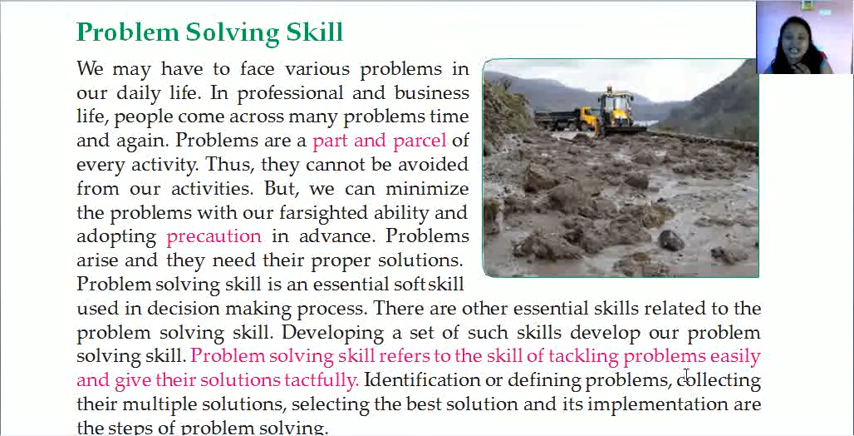 Problem Solving Skill
We may have to face various problems in
our daily life. In professional and business
life, people come across many problems time
and again. Problems are a part and parcel of
every activity. Thus, they cannot be avoided
from our activities. But, we can minimize
the problems with our farsighted ability and
adopting precaution in advance. Problems
arise and they need their proper solutions.
Problem solving skill is an essential soft skill
used in decision making process. There are other essential skills related to the
problem solving skill. Developing a set of such skills develop our problem
solving skill. Problem solving skill refers to the skill of tackling problems easily
and give their solutions tactfully. Identification or defining problems, collecting
their multiple solutions, selecting the best solution and its implementation are
the steps of problem solving.